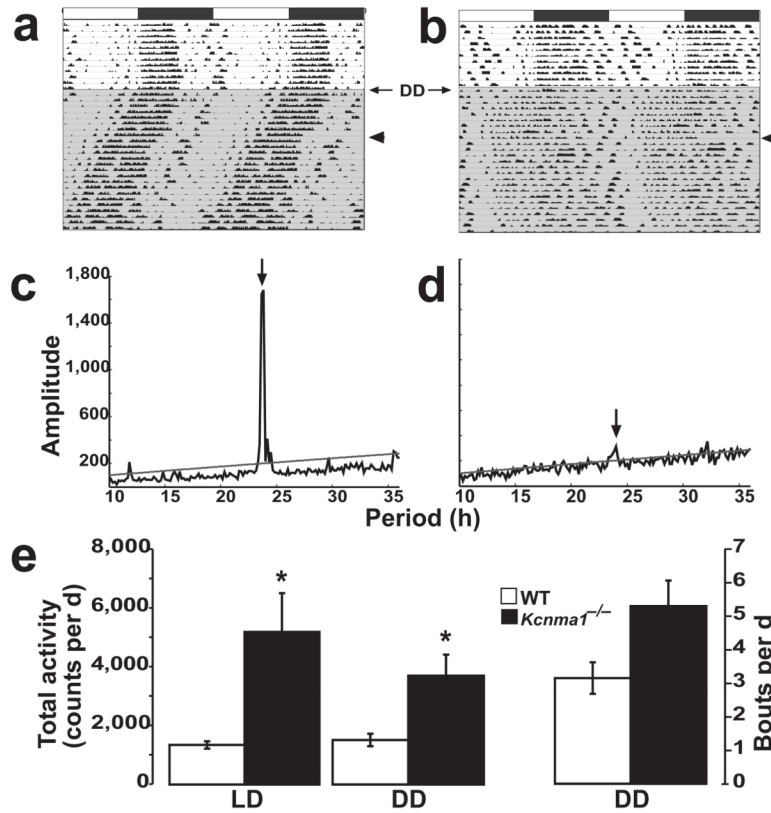 a
b
DD
c
d
1,800
1,400
1,000
600
200
Amplitude
10 15 20 25 30 35
10 15 20 25 30 35
Period (h)
e
8,000
6,000
4,000
2,000
0
Total activity
(counts per d)
*
*
WT
Kcnma1−/−
7
6
5
4
3
2
1
0
Bouts per d
LD
DD
DD